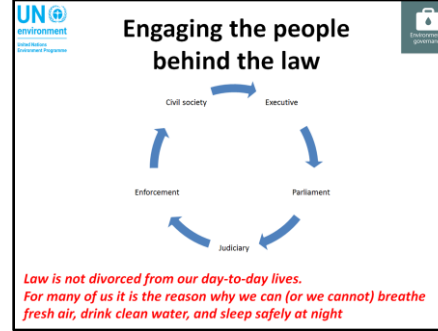 UN
environment
United Nations
Environment Programme
Engaging the people
behind the law
Environmental
governance
Civil society
Executive
Enforcement
Parliament
Judiciary
Law is not divorced from our day-to-day lives.
For many of us it is the reason why we can (or we cannot) breathe
fresh air, drink clean water, and sleep safely at night